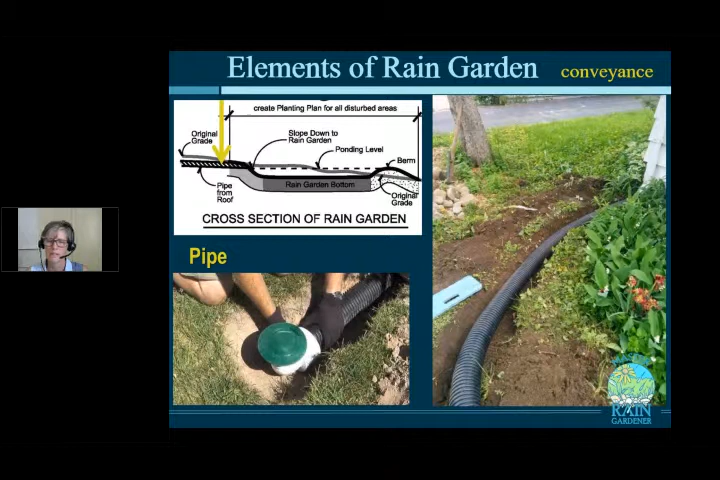 Elements of Rain Garden conveyance
create Planting Plan for all disturbed areas
Original
Grade
Slope Down to
Rain Garden
Ponding Level
Berm
Pipe
from
Roof
Rain Garden Bottom
Original
Grade
CROSS SECTION OF RAIN GARDEN
Pipe
RAIN
GARDENER